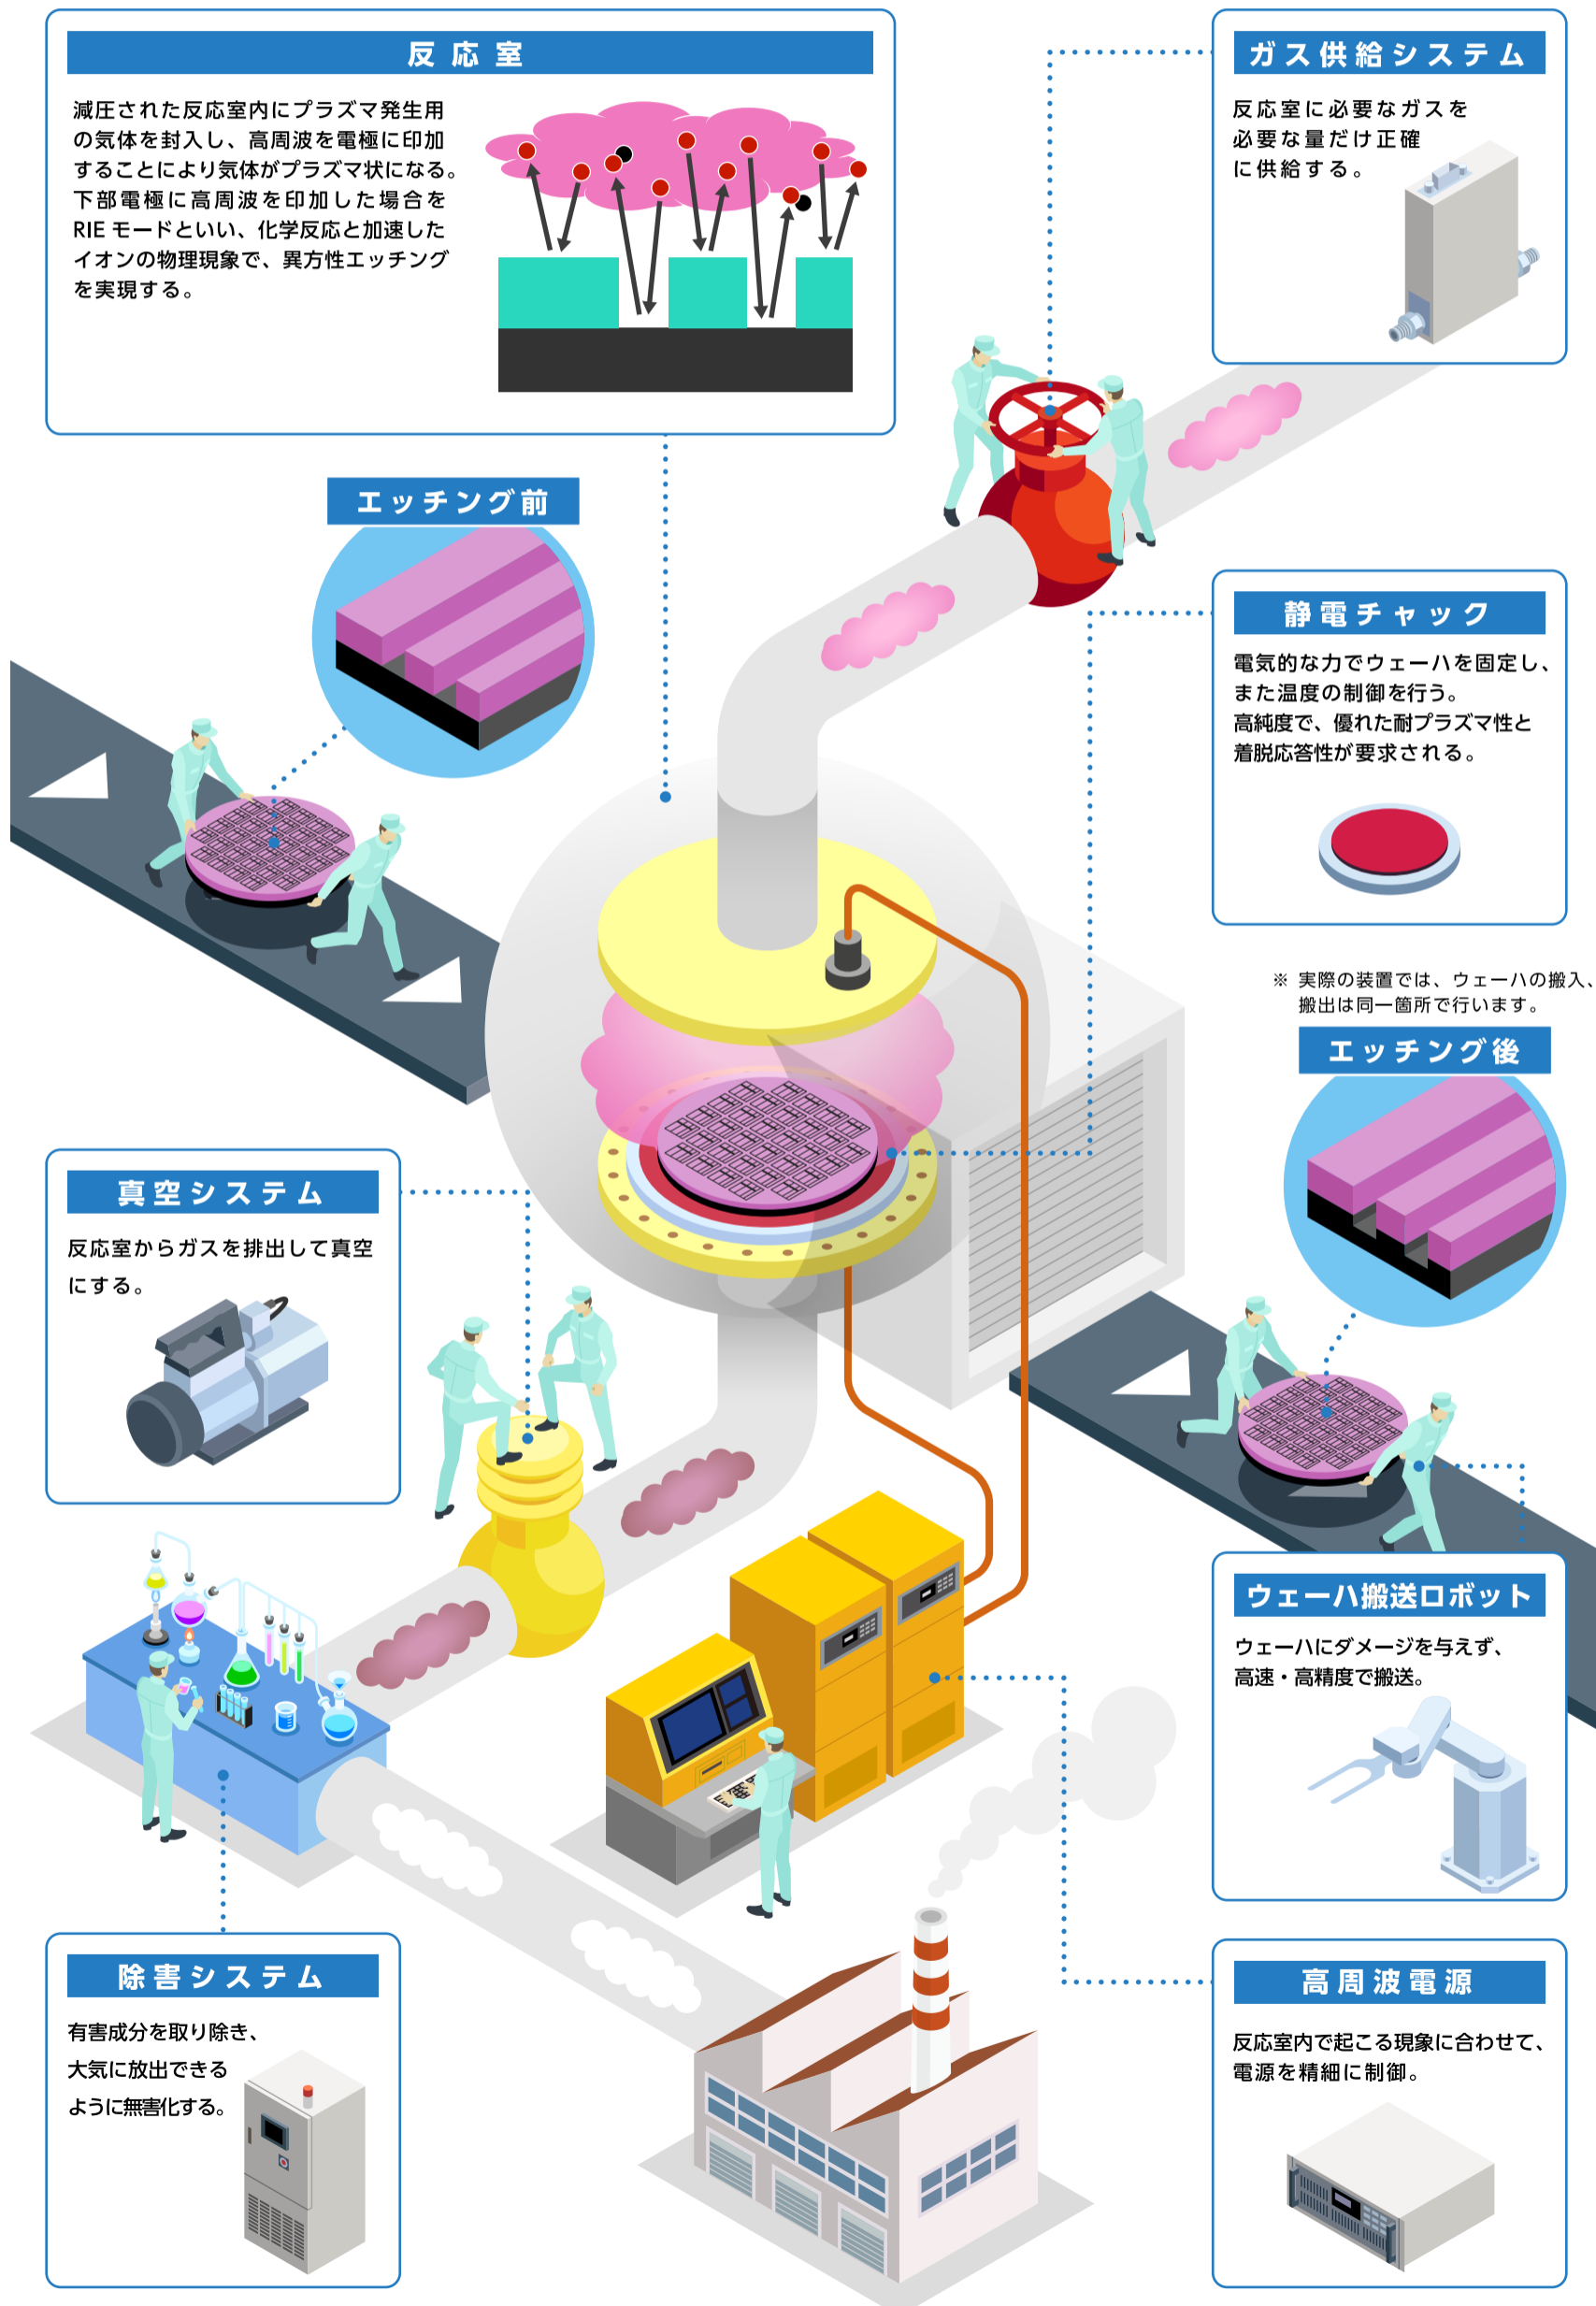 反応室
減圧された反応室内にプラズマ発生用
の気体を封入し、高周波を電極に印加
することにより気体がプラズマ状になる。
下部電極に高周波を印加した場合を
RIE モードといい、化学反応と加速した
イオンの物理現象で、異方性エッチング
を実現する。
ガス供給システム
反応室に必要なガスを
必要な量だけ正確
に供給する。
エッチング前
静電チャック
電気的な力でウェーハを固定し、
また温度の制御を行う。
高純度で、優れた耐プラズマ性と
着脱応答性が要求される。
※ 実際の装置では、ウェーハの搬入、
搬出は同一箇所で行います。
エッチング後
真空システム
反応室からガスを排出して真空
にする。
ウェーハ搬送ロボット
ウェーハにダメージを与えず、
高速・高精度で搬送。
除害システム
有害成分を取り除き、
大気に放出できる
ように無害化する。
高周波電源
反応室内で起こる現象に合わせて、
電源を精細に制御。